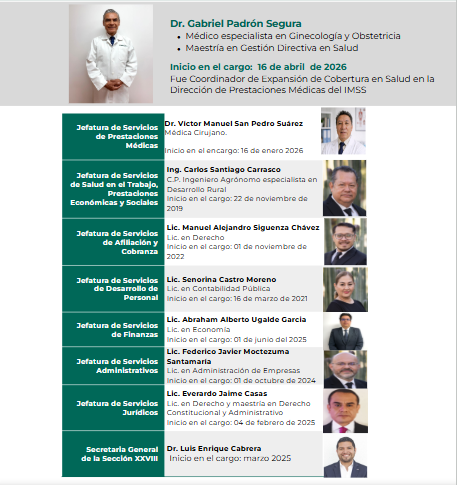 Dr. Gabriel Padrón Segura
• Médico especialista en Ginecología y Obstetricia
• Maestría en Gestión Directiva en Salud
Inicio en el cargo: 16 de abril de 2026
Fue Coordinador de Expansión de Cobertura en Salud en la
Dirección de Prestaciones Médicas del IMSS
Jefatura de Servicios
de Prestaciones
Médicas
Dr. Víctor Manuel San Pedro Suárez
Médica Cirujano.
Inicio en el encargo: 16 de enero 2026
Jefatura de Servicios
de Salud en el Trabajo,
Prestaciones
Económicas y Sociales
Ing. Carlos Santiago Carrasco
C.P. Ingeniero Agrónomo especialista en
Desarrollo Rural
Inicio en el cargo: 22 de noviembre de
2019
Jefatura de Servicios
de Afiliación y
Cobranza
Lic. Manuel Alejandro Siguenza Chávez
Lic. en Derecho
Inicio en el cargo: 01 de noviembre de
2022
Jefatura de Servicios
de Desarrollo de
Personal
Lic. Senorina Castro Moreno
Lic. en Contabilidad Pública
Inicio en el cargo: 16 de marzo de 2021
Jefatura de Servicios
de Finanzas
Lic. Abraham Alberto Ugalde Garcia
Lic. en Economía
Inicio en el cargo: 01 de junio del 2025
Jefatura de Servicios
Administrativos
Lic. Federico Javier Moctezuma
Santamaría
Lic. en Administración de Empresas
Inicio en el cargo: 01 de octubre de 2024
Jefatura de Servicios
Jurídicos
Lic. Everardo Jaime Casas
Lic. en Derecho y maestría en Derecho
Constitucional y Administrativo
Inicio en el cargo: 04 de febrero de 2025
Secretaria General
de la Sección XXVIII
Dr. Luis Enrique Cabrera
Inicio en el cargo: marzo 2025